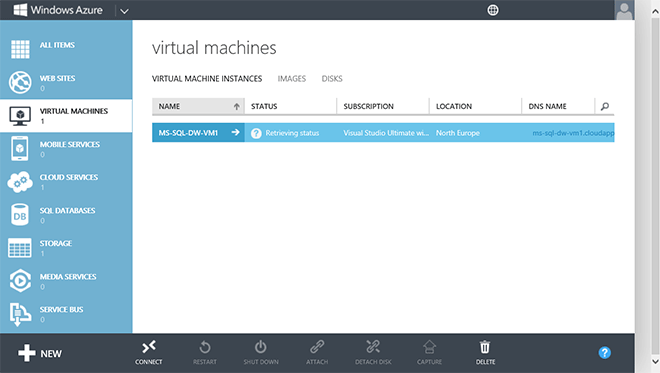 Windows Azure
ALL ITEMS
WEB SITES
0
VIRTUAL MACHINES
1
MOBILE SERVICES
0
CLOUD SERVICES
1
SQL DATABASES
0
STORAGE
1
MEDIA SERVICES
0
SERVICE BUS
0
virtual machines
VIRTUAL MACHINE INSTANCES IMAGES DISKS
NAME STATUS SUBSCRIPTION LOCATION DNS NAME
MS-SQL-DW-VM1 ? Retrieving status Visual Studio Ultimate wi... North Europe ms-sql-dw-vm1.cloudapp
DB
NEW
CONNECT RESTART SHUT DOWN ATTACH DETACH DISK CAPTURE DELETE ?